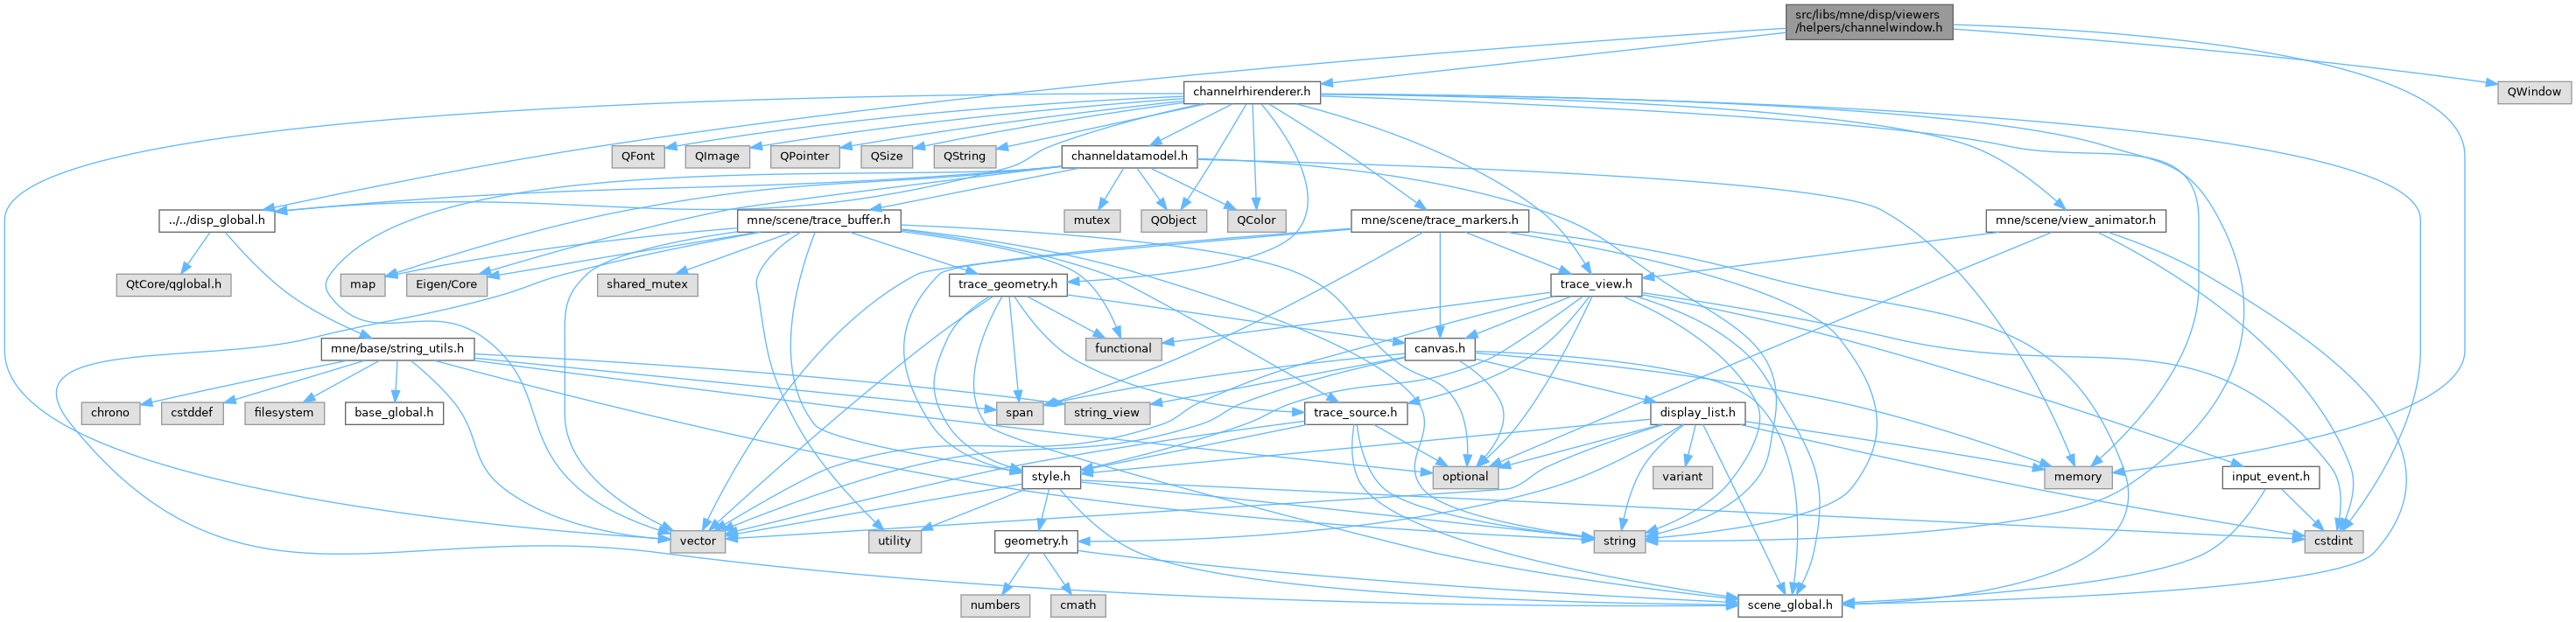 src/libs/mne/disp/viewers
/helpers/channelwindow.h
channelrhirenderer.h
QWindow
QFont
QImage
QPointer
QSize
QString
channeldatamodel.h
../../disp_global.h
mne/scene/trace_buffer.h
mutex
QObject
QColor
mne/scene/trace_markers.h
mne/scene/view_animator.h
QtCore/qglobal.h
map
Eigen/Core
shared_mutex
trace_geometry.h
trace_view.h
mne/base/string_utils.h
functional
canvas.h
chrono
cstddef
filesystem
base_global.h
span
string_view
trace_source.h
display_list.h
style.h
optional
variant
memory
input_event.h
vector
utility
geometry.h
string
cstdint
numbers
cmath
scene_global.h